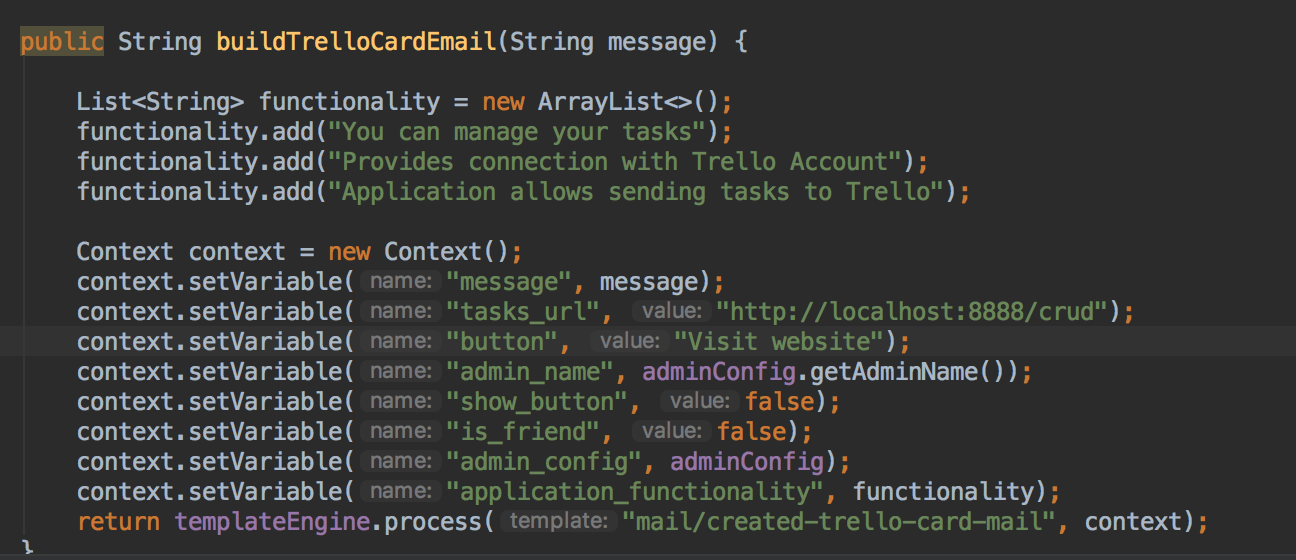 public String buildTrelloCardEmail(String message) {
List<String> functionality = new ArrayList<>();
functionality.add("You can manage your tasks");
functionality.add("Provides connection with Trello Account");
functionality.add("Application allows sending tasks to Trello");
Context context = new Context();
context.setVariable( name: "message", message);
context.setVariable( name: "tasks_url", value: "http://localhost:8888/crud");
context.setVariable( name: "button", value: "Visit website");
context.setVariable( name: "admin_name", adminConfig.getAdminName());
context.setVariable( name: "show_button", value: false);
context.setVariable( name: "is_friend", value: false);
context.setVariable( name: "admin_config", adminConfig);
context.setVariable( name: "application_functionality", functionality);
return templateEngine.process( template: "mail/created-trello-card-mail", context);
}